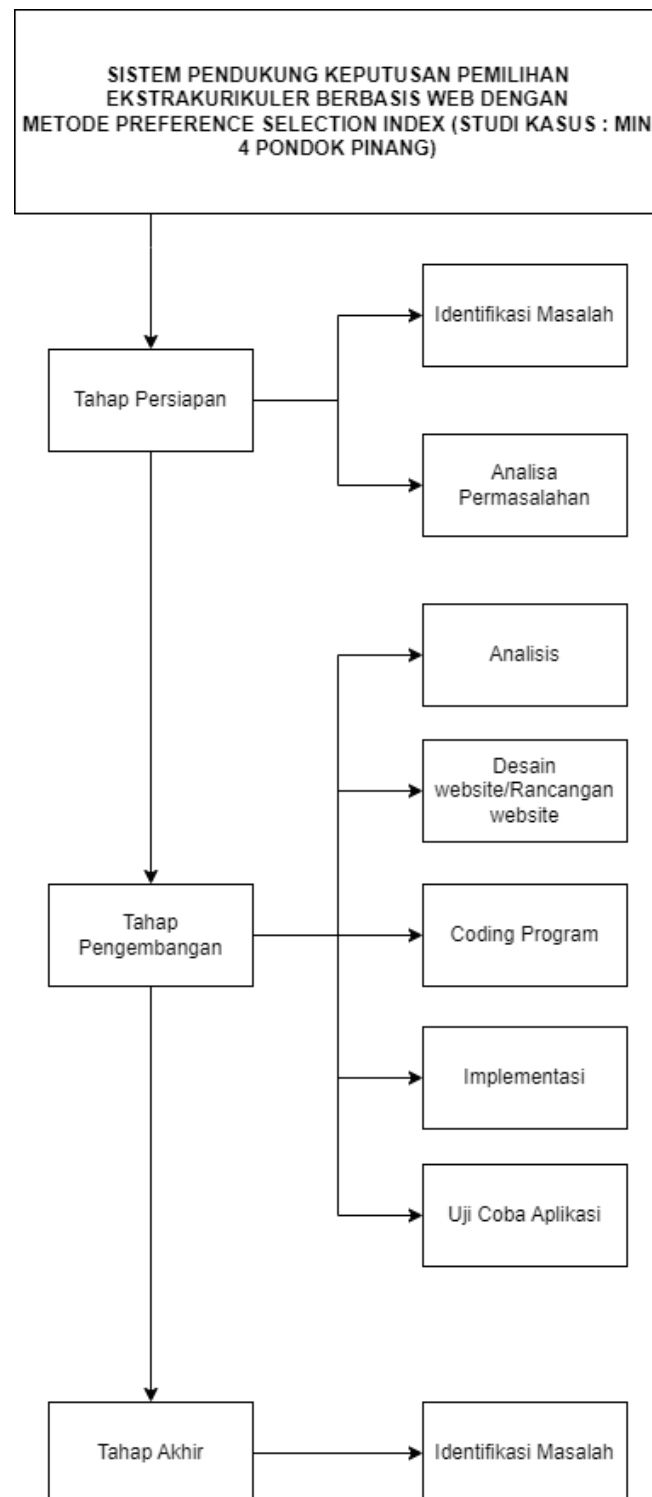 SISTEM PENDUKUNG KEPUTUSAN PEMILIHAN
EKSTRAKURIKULER BERBASIS WEB DENGAN
METODE PREFERENCE SELECTION INDEX (STUDI KASUS : MIN
4 PONDOK PINANG)
Identifikasi Masalah
Tahap Persiapan
Analisa
Permasalahan
Analisis
Desain
website/Rancangan
website
Tahap
Pengembangan
Coding Program
Implementasi
Uji Coba Aplikasi
Tahap Akhir
Identifikasi Masalah